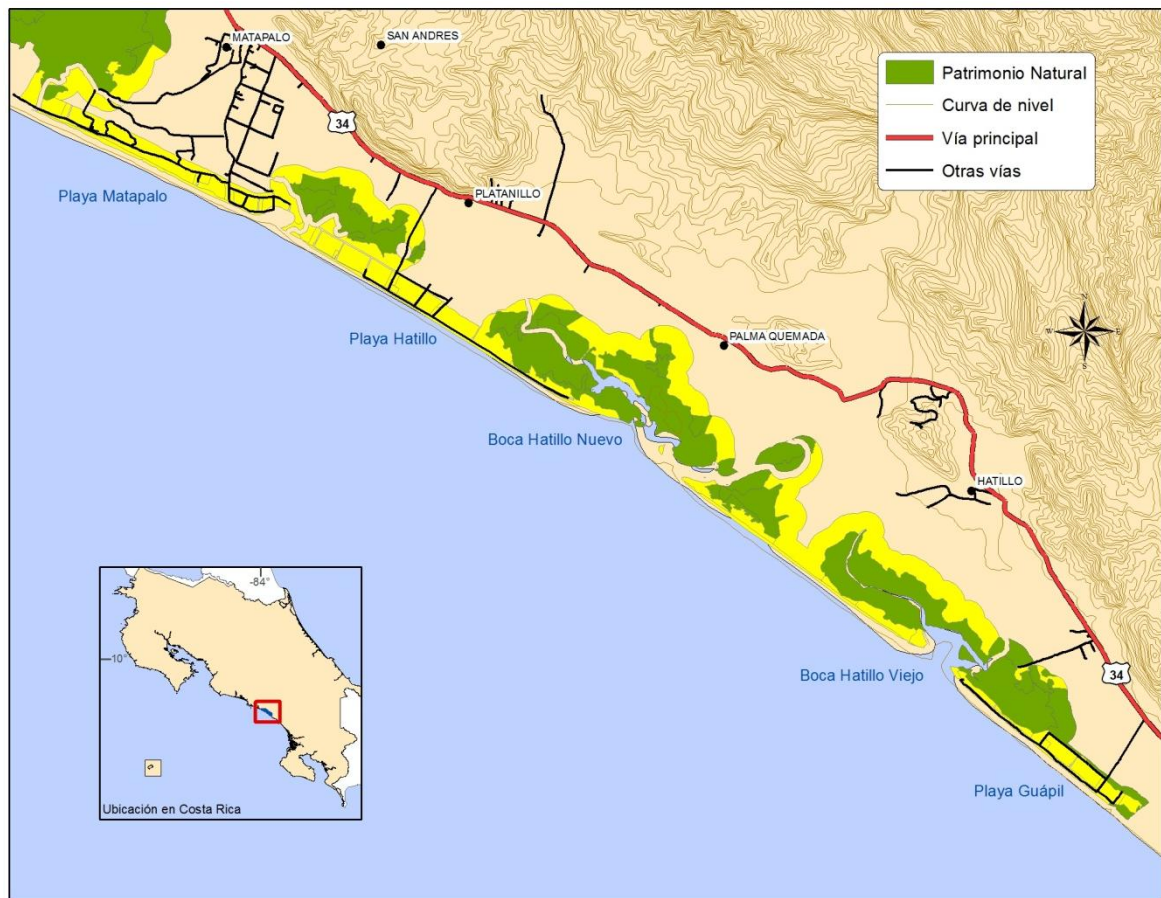 MATAPALO
SAN ANDRES
34
PLATANILLO
Patrimonio Natural
Curva de nivel
Vía principal
Otras vías
Playa Matapalo
Playa Hatillo
PALMA QUEMADA
N
W
E
S
Boca Hatillo Nuevo
HATILLO
Boca Hatillo Viejo
34
Playa Guápil
-84°
10°
Ubicación en Costa Rica